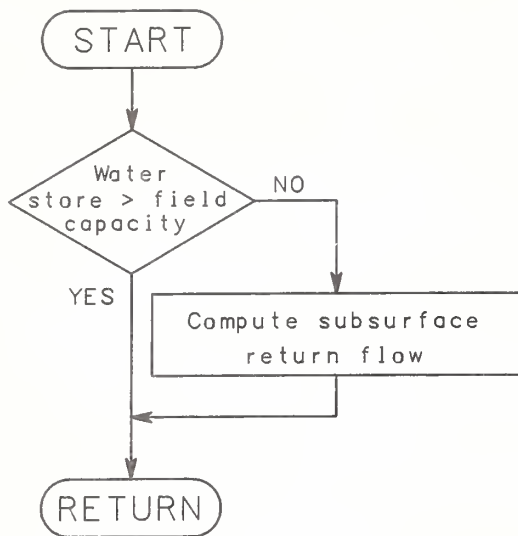 START
Water
store > field
capacity
NO
YES
Compute subsurface
return flow
RETURN